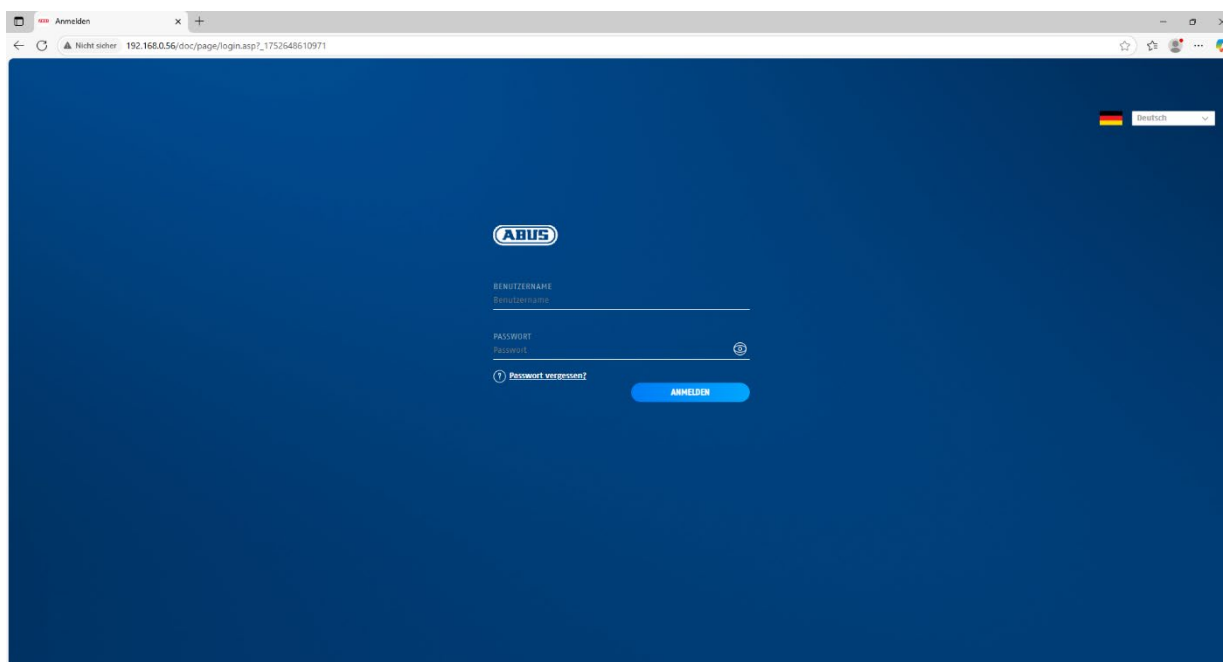 Anmelden
Nicht sicher 192.168.0.56/doc/page/login.asp?_1752648610971
Deutsch
ABUS
BENUTZERNAME
Benutzername
PASSWORT
Passwort
? Passwort vergessen?
ANMELDEN